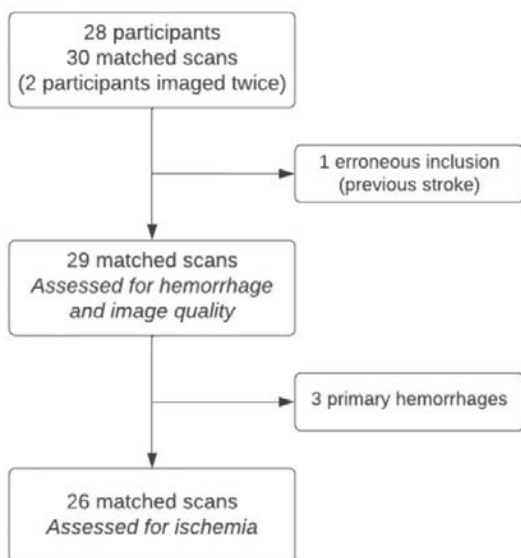 28 participants
30 matched scans
(2 participants imaged twice)
1 erroneous inclusion
(previous stroke)
29 matched scans
Assessed for hemorrhage
and image quality
3 primary hemorrhages
26 matched scans
Assessed for ischemia